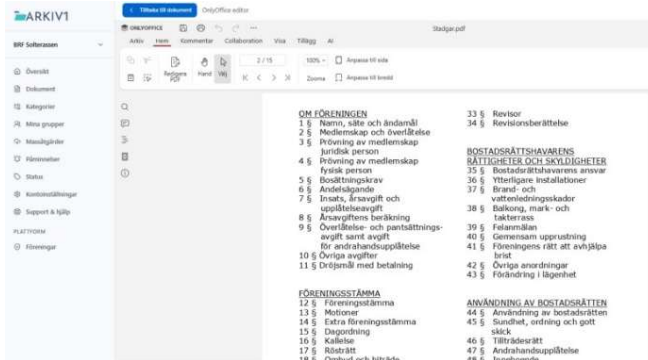 ARKIV1
Tillbaka till dokument
OnlyOffice editor
BRF Solterassen
Översikt
Dokument
Kategorier
Mina grupper
Massåtgärder
Påminnelser
Status
Kontoinställningar
Support & hjälp
PLATTFORM
Föreningar
ONLYOFFICE
Stadgar.pdf
Arkiv
Hem
Kommentar
Collaboration
Visa
Tillägg
AI
Redigera PDF
Hand
Välj
2 / 15
100%
Zooma
Anpassa till sida
Anpassa till bredd
OM FÖRENINGEN
1 § Namn, säte och ändamål
2 § Medlemskap och överlåtelse
3 § Prövning av medlemskap
juridisk person
4 § Prövning av medlemskap
fysisk person
5 § Bosättningskrav
6 § Andelsägande
7 § Insats, årsavgift och
upplåtelseavgift
8 § Årsavgiftens beräkning
9 § Överlåtelse- och pantsättnings-
avgift samt avgift
för andrahandsupplåtelse
10 § Övriga avgifter
11 § Dröjsmål med betalning
FÖRENINGSSTÄMMA
12 § Föreningsstämma
13 § Motioner
14 § Extra föreningsstämma
15 § Dagordning
16 § Kallelse
17 § Rösträtt
18 § Ombud och biträde
33 § Revisor
34 § Revisionsberättelse
BOSTADSRÄTTSHAVARENS
RÄTTIGHETER OCH SKYLDIGHETER
35 § Bostadsrättshavarens ansvar
36 § Ytterligare installationer
37 § Brand- och
vattenledningsskador
38 § Balkong, mark- och
takterrass
39 § Felanmälan
40 § Gemensam upprustning
41 § Föreningens rätt att avhjälpa
brist
42 § Övriga anordningar
43 § Förändring i lägenhet
ANVÄNDNING AV BOSTADSRÄTTEN
44 § Användning av bostadsrätten
45 § Sundhet, ordning och gott
skick
46 § Tillträdesrätt
47 § Andrahandsupplåtelse
48 § Inneboende